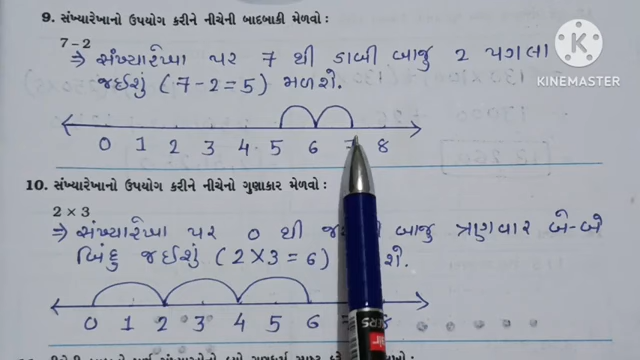 9. સંખ્યારેખાનો ઉપયોગ કરીને નીચેની બાદબાકી મેળવો :
7 – 2
⇒ સંખ્યારેખા પર 7 થી ડાબી બાજુ 2 પગલા
જઈશું (7 – 2 = 5) મળશે.
0 1 2 3 4 5 6 7 8
10. સંખ્યારેખાનો ઉપયોગ કરીને નીચેનો ગુણાકાર મેળવો :
2 × 3
⇒ સંખ્યારેખા પર 0 થી બાજુ ત્રણવાર બે-બે
બિંદુ જઈશું (2 × 3 = 6)
0 1 2 3 4 5 6 8
KINEMASTER